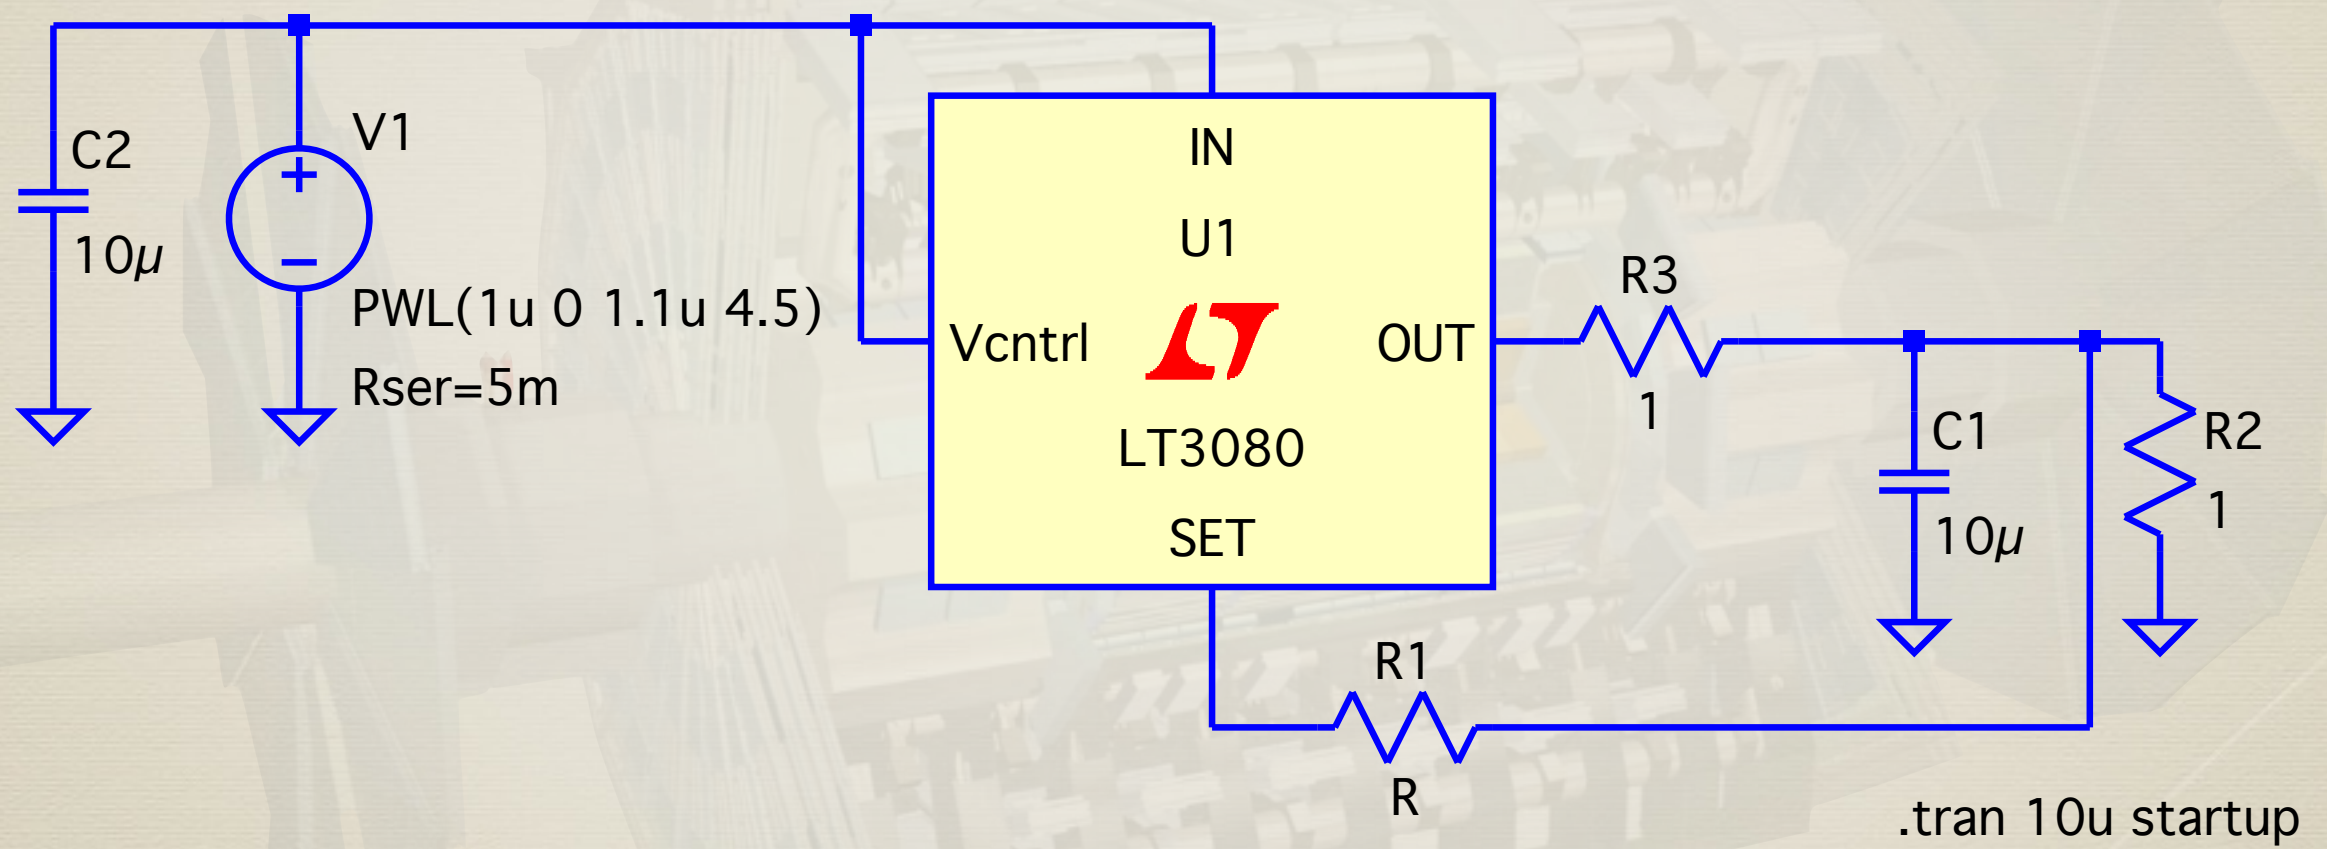 C2
10µ
V1
PWL(1u 0 1.1u 4.5)
Rser=5m
IN
U1
Vcntrl
OUT
LT3080
SET
R3
1
C1
10µ
R2
1
R1
R
.tran 10u startup